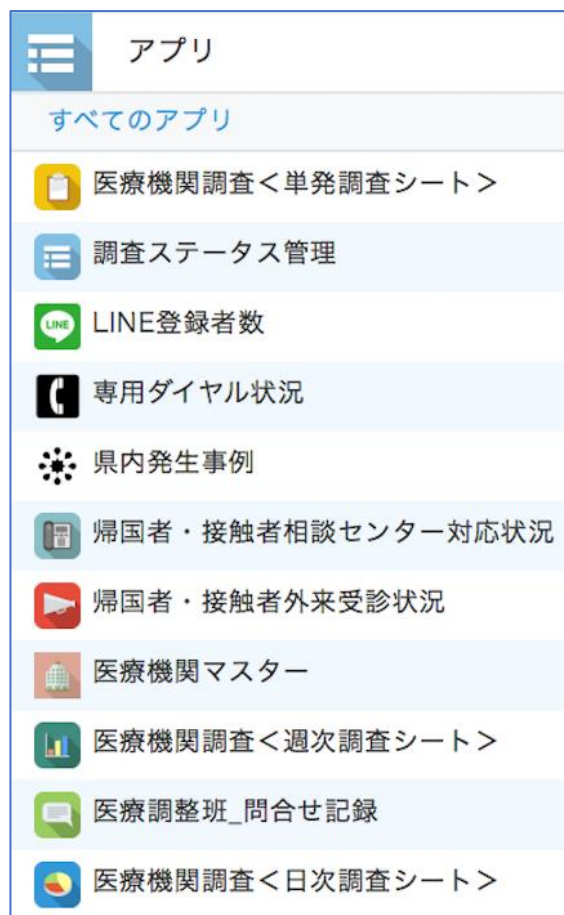 アプリ
すべてのアプリ
医療機関調査＜単発調査シート＞
調査ステータス管理
LINE LINE登録者数
専用ダイヤル状況
県内発生事例
帰国者・接触者相談センター対応状況
帰国者・接触者外来受診状況
医療機関マスター
医療機関調査＜週次調査シート＞
医療調整班_問合せ記録
医療機関調査＜日次調査シート＞